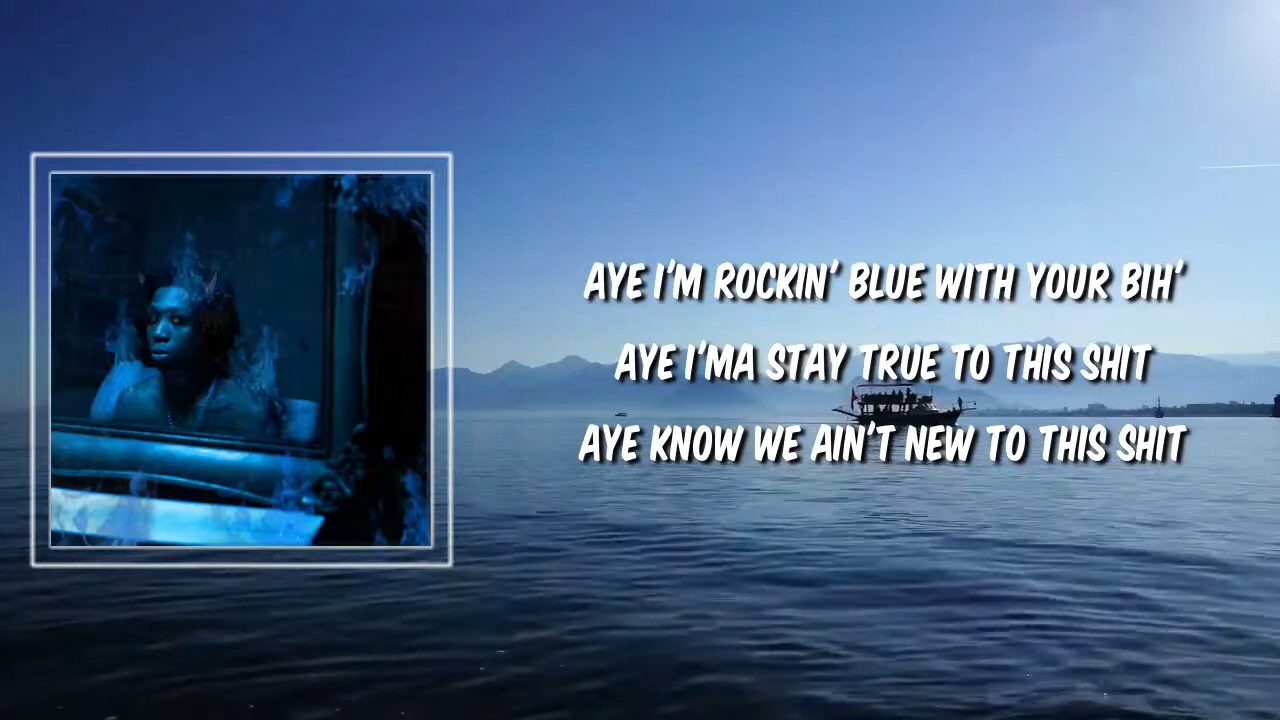 AYE I'M ROCKIN' BLUE WITH YOUR BIH'
AYE I'MA STAY TRUE TO THIS SHIT
AYE KNOW WE AIN'T NEW TO THIS SHIT